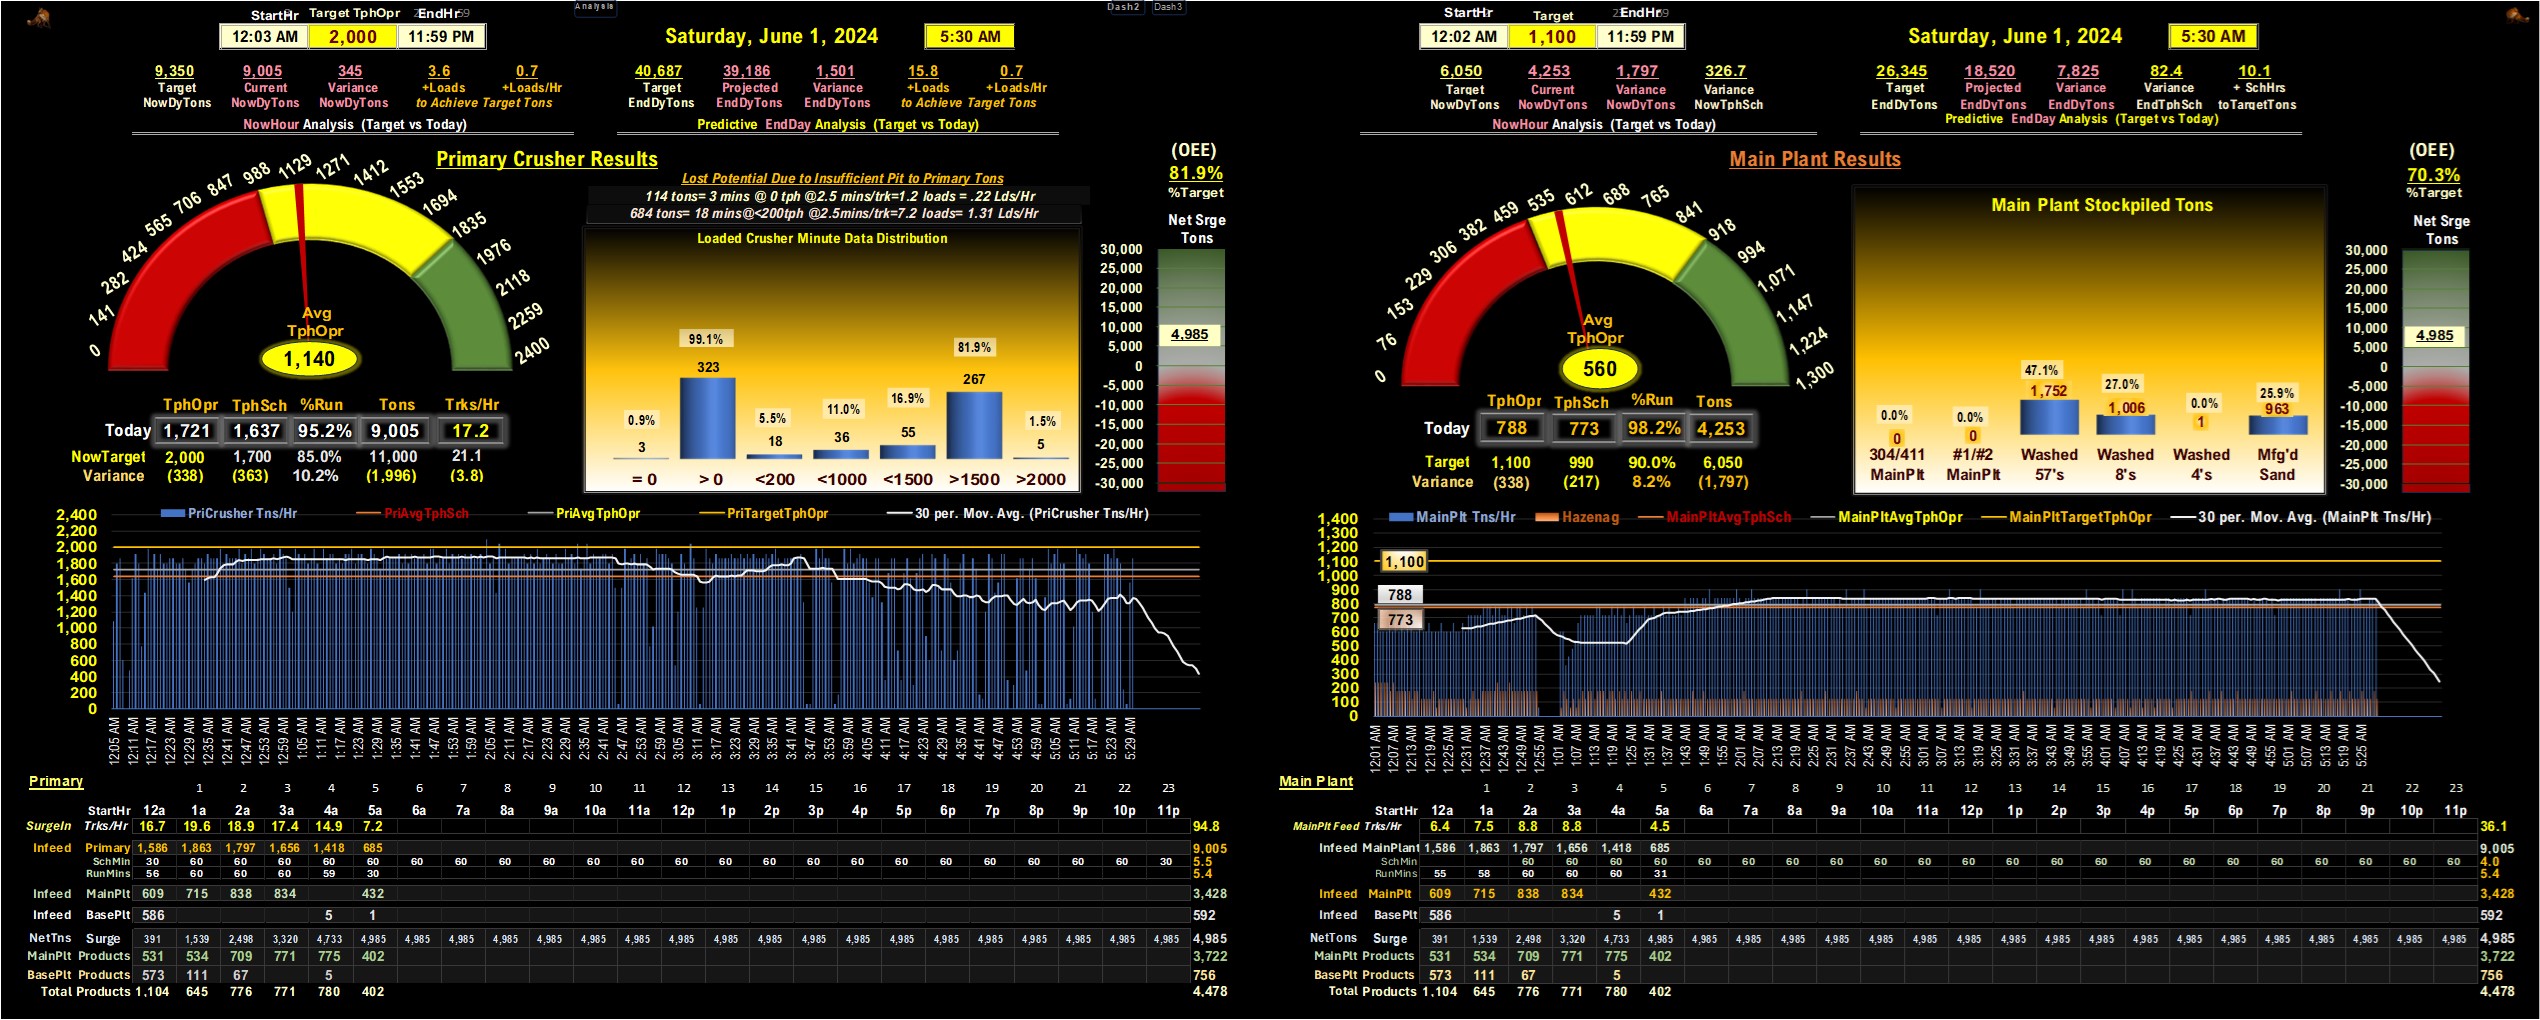 Analysis
Dash2 Dash3
StartHr Target TphOpr EndHr
12:03 AM 2,000 11:59 PM
Saturday, June 1, 2024 5:30 AM
9,350 9,005 345 3.6 0.7
Target Current Variance +Loads +Loads/Hr
NowDyTons NowDyTons NowDyTons to Achieve Target Tons
NowHour Analysis (Target vs Today)
40,687 39,186 1,501 15.8 0.7
Target Projected Variance +Loads +Loads/Hr
EndDyTons EndDyTons EndDyTons to Achieve Target Tons
Predictive EndDay Analysis (Target vs Today)
Primary Crusher Results
Lost Potential Due to Insufficient Pit to Primary Tons
114 tons= 3 mins @ 0 tph @2.5 mins/trk=1.2 loads = .22 Lds/Hr
684 tons= 18 mins@<200tph @2.5mins/trk=7.2 loads= 1.31 Lds/Hr
(OEE)
81.9%
%Target
0 141 282 424 565 706 847 988 1129 1271 1412 1553 1694 1835 1976 2118 2259 2400
Avg
TphOpr
1,140
TphOpr TphSch %Run Tons Trks/Hr
Today 1,721 1,637 95.2% 9,005 17.2
NowTarget 2,000 1,700 85.0% 11,000 21.1
Variance (338) (363) 10.2% (1,996) (3.8)
Loaded Crusher Minute Data Distribution
0.9% 99.1% 5.5% 11.0% 16.9% 81.9% 1.5%
3 323 18 36 55 267 5
= 0 > 0 <200 <1000 <1500 >1500 >2000
Net Srge
Tons
30,000
25,000
20,000
15,000
10,000
4,985
5,000
0
-5,000
-10,000
-15,000
-20,000
-25,000
-30,000
PriCrusher Tns/Hr PriAvgTphSch PriAvgTphOpr PriTargetTphOpr 30 per. Mov. Avg. (PriCrusher Tns/Hr)
2,400
2,200
2,000
1,800
1,600
1,400
1,200
1,000
800
600
400
200
0
12:05 AM 12:11 AM 12:17 AM 12:23 AM 12:29 AM 12:35 AM 12:41 AM 12:47 AM 12:53 AM 12:59 AM 1:05 AM 1:11 AM 1:17 AM 1:23 AM 1:29 AM 1:35 AM 1:41 AM 1:47 AM 1:53 AM 1:59 AM 2:05 AM 2:11 AM 2:17 AM 2:23 AM 2:29 AM 2:35 AM 2:41 AM 2:47 AM 2:53 AM 2:59 AM 3:05 AM 3:11 AM 3:17 AM 3:23 AM 3:29 AM 3:35 AM 3:41 AM 3:47 AM 3:53 AM 3:59 AM 4:05 AM 4:11 AM 4:17 AM 4:23 AM 4:29 AM 4:35 AM 4:41 AM 4:47 AM 4:53 AM 4:59 AM 5:05 AM 5:11 AM 5:17 AM 5:23 AM 5:29 AM
Primary
1 2 3 4 5 6 7 8 9 10 11 12 13 14 15 16 17 18 19 20 21 22 23
StartHr 12a 1a 2a 3a 4a 5a 6a 7a 8a 9a 10a 11a 12p 1p 2p 3p 4p 5p 6p 7p 8p 9p 10p 11p
SurgeIn Trks/Hr 16.7 19.6 18.9 17.4 14.9 7.2 94.8
Infeed Primary 1,586 1,863 1,797 1,656 1,418 685 9,005
SchMin 30 60 60 60 60 60 60 60 60 60 60 60 60 60 60 60 60 60 60 60 60 60 60 30 5.5
RunMins 56 60 60 60 59 30 5.4
Infeed MainPlt 609 715 838 834 432 3,428
Infeed BasePlt 586 5 1 592
NetTns Surge 391 1,539 2,498 3,320 4,733 4,985 4,985 4,985 4,985 4,985 4,985 4,985 4,985 4,985 4,985 4,985 4,985 4,985 4,985 4,985 4,985 4,985 4,985 4,985 4,985
MainPlt Products 531 534 709 771 775 402 3,722
BasePlt Products 573 111 67 5 756
Total Products 1,104 645 776 771 780 402 4,478
StartHr Target EndHr
12:02 AM 1,100 11:59 PM
Saturday, June 1, 2024 5:30 AM
6,050 4,253 1,797 326.7
Target Current Variance Variance
NowDyTons NowDyTons NowDyTons NowTphSch
NowHour Analysis (Target vs Today)
26,345 18,520 7,825 82.4 10.1
Target Projected Variance Variance + SchHrs
EndDyTons EndDyTons EndDyTons EndTphSch toTargetTons
Predictive EndDay Analysis (Target vs Today)
Main Plant Results
(OEE)
70.3%
%Target
0 76 153 229 306 382 459 535 612 688 765 841 918 994 1,071 1,147 1,224 1,300
Avg
TphOpr
560
TphOpr TphSch %Run Tons
Today 788 773 98.2% 4,253
Target 1,100 990 90.0% 6,050
Variance (338) (217) 8.2% (1,797)
Main Plant Stockpiled Tons
0.0% 0.0% 47.1% 27.0% 0.0% 25.9%
0 0 1,752 1,006 1 963
304/411 #1/#2 Washed Washed Washed Mfg'd
MainPlt MainPlt 57's 8's 4's Sand
Net Srge
Tons
30,000
25,000
20,000
15,000
10,000
4,985
5,000
0
-5,000
-10,000
-15,000
-20,000
-25,000
-30,000
MainPlt Tns/Hr Hazenag MainPltAvgTphSch MainPltAvgTphOpr MainPltTargetTphOpr 30 per. Mov. Avg. (MainPlt Tns/Hr)
1,400
1,300
1,200
1,100 1,100
1,000
900
800 788
700 773
600
500
400
300
200
100
0
12:01 AM 12:07 AM 12:13 AM 12:19 AM 12:25 AM 12:31 AM 12:37 AM 12:43 AM 12:49 AM 12:55 AM 1:01 AM 1:07 AM 1:13 AM 1:19 AM 1:25 AM 1:31 AM 1:37 AM 1:43 AM 1:49 AM 1:55 AM 2:01 AM 2:07 AM 2:13 AM 2:19 AM 2:25 AM 2:31 AM 2:37 AM 2:43 AM 2:49 AM 2:55 AM 3:01 AM 3:07 AM 3:13 AM 3:19 AM 3:25 AM 3:31 AM 3:37 AM 3:43 AM 3:49 AM 3:55 AM 4:01 AM 4:07 AM 4:13 AM 4:19 AM 4:25 AM 4:31 AM 4:37 AM 4:43 AM 4:49 AM 4:55 AM 5:01 AM 5:07 AM 5:13 AM 5:19 AM 5:25 AM
Main Plant
1 2 3 4 5 6 7 8 9 10 11 12 13 14 15 16 17 18 19 20 21 22 23
StartHr 12a 1a 2a 3a 4a 5a 6a 7a 8a 9a 10a 11a 12p 1p 2p 3p 4p 5p 6p 7p 8p 9p 10p 11p
MainPlt Feed Trks/Hr 6.4 7.5 8.8 8.8 4.5 36.1
Infeed MainPlant 1,586 1,863 1,797 1,656 1,418 685 9,005
SchMin 60 60 60 60 60 60 60 60 60 60 60 60 60 60 60 60 60 60 60 60 60 60 4.0
RunMins 55 58 60 60 60 31 5.4
Infeed MainPlt 609 715 838 834 432 3,428
Infeed BasePlt 586 5 1 592
NetTons Surge 391 1,539 2,498 3,320 4,733 4,985 4,985 4,985 4,985 4,985 4,985 4,985 4,985 4,985 4,985 4,985 4,985 4,985 4,985 4,985 4,985 4,985 4,985 4,985 4,985
MainPlt Products 531 534 709 771 775 402 3,722
BasePlt Products 573 111 67 5 756
Total Products 1,104 645 776 771 780 402 4,478